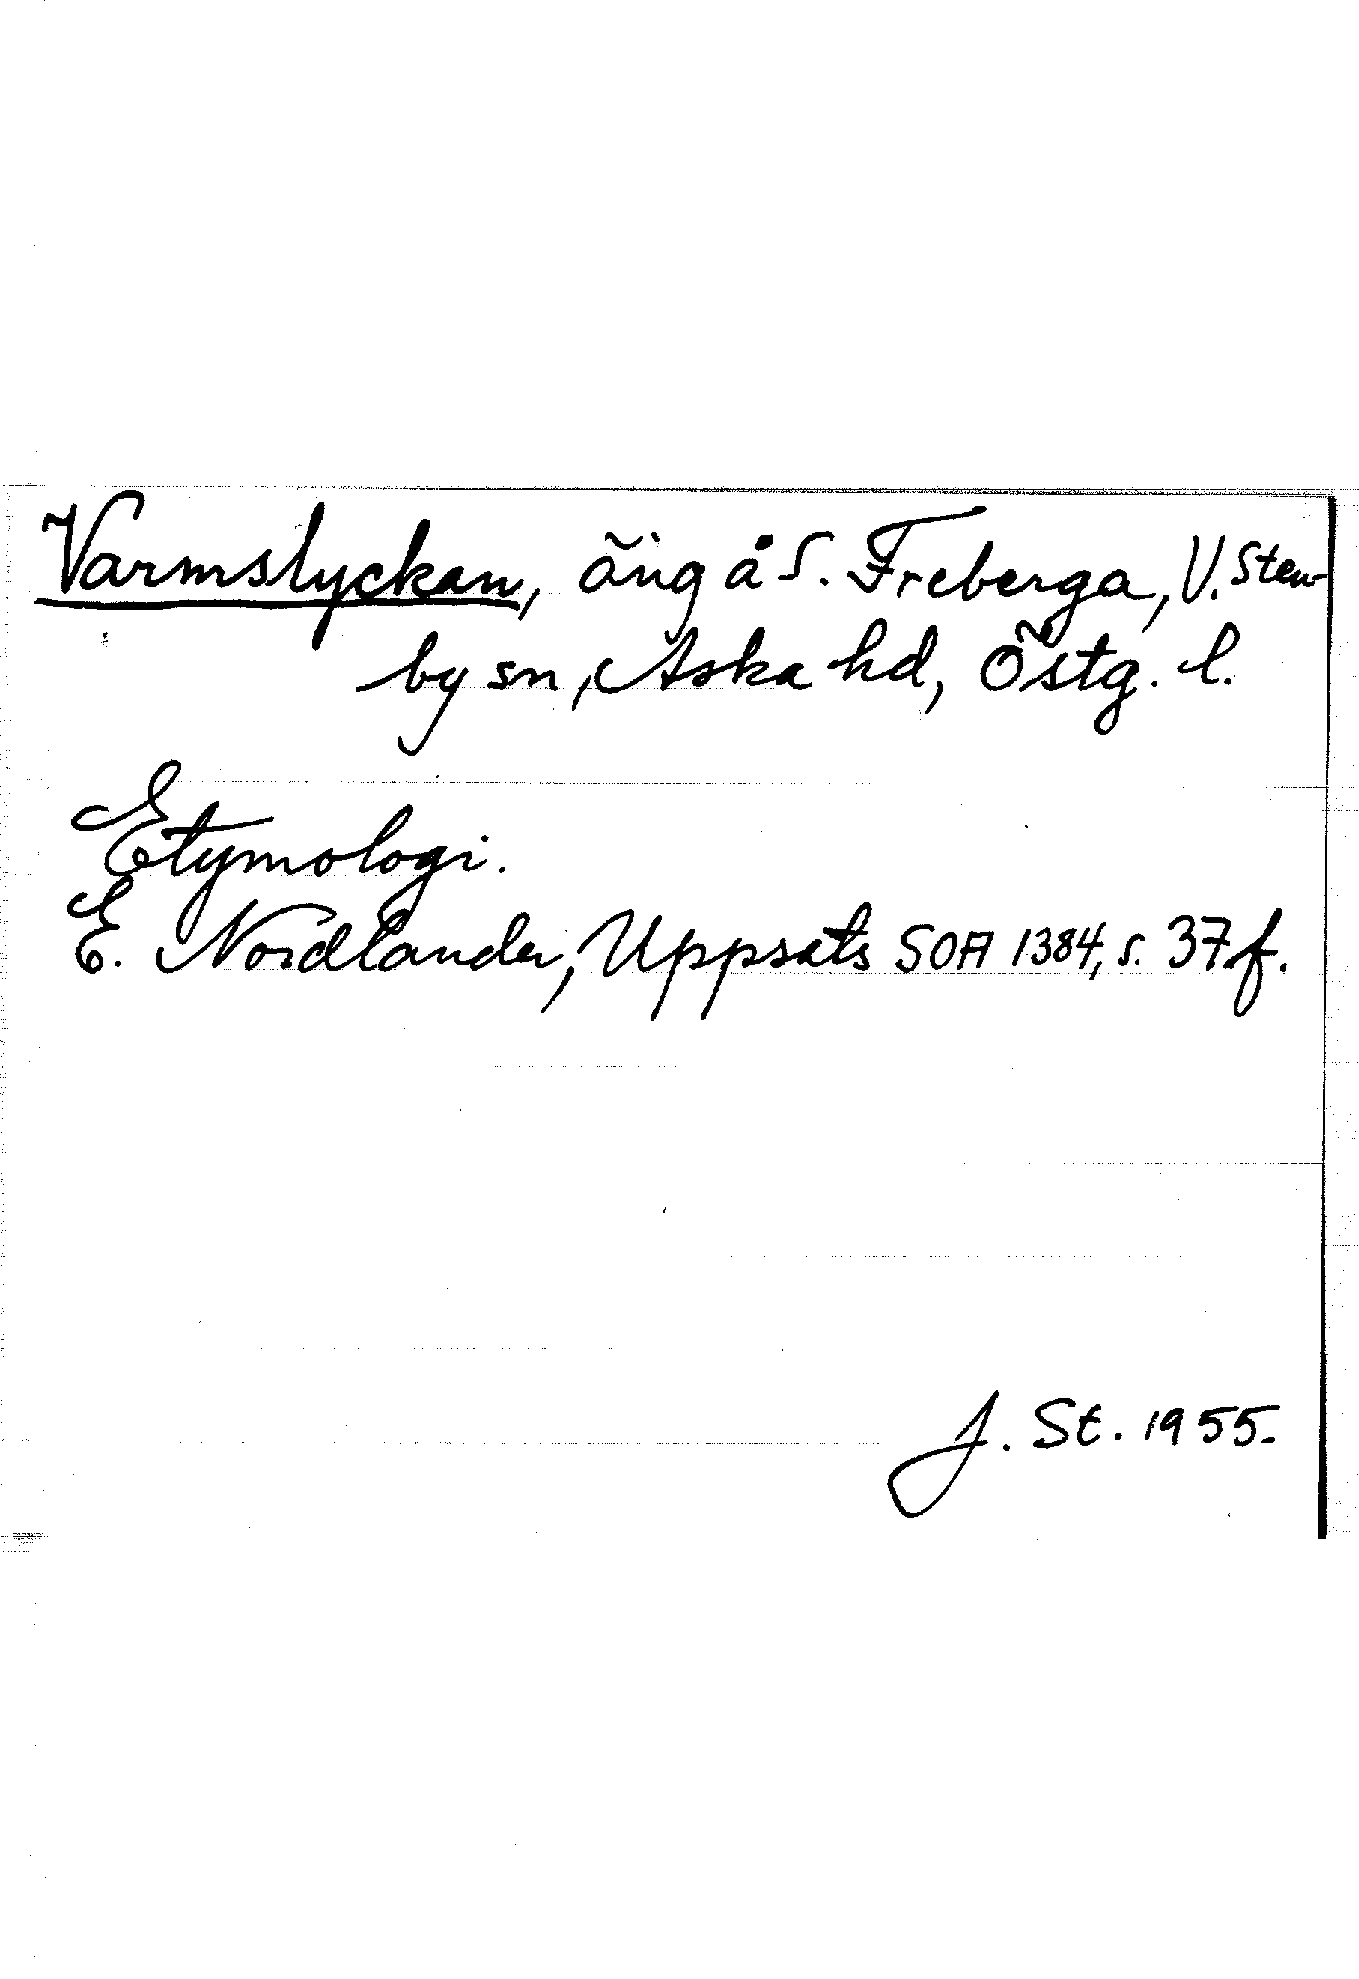 Varmslyckan, äng å S. Freberga, V. Sten-
by sn, Aska hd, Östg. l.
Etymologi.
E. Nordlander, Uppsats SOA 1384, s. 37 f.
J. St. 1955.